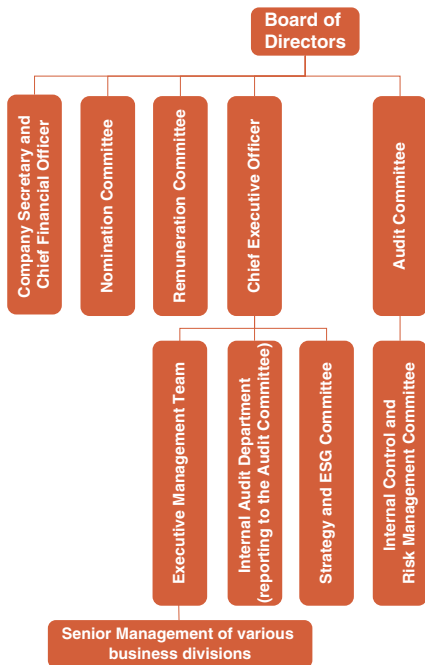 Board of
Directors
Company Secretary and
Chief Financial Officer
Nomination Committee
Remuneration Committee
Chief Executive Officer
Audit Committee
Executive Management Team
Internal Audit Department
(reporting to the Audit Committee)
Strategy and ESG Committee
Internal Control and
Risk Management Committee
Senior Management of various
business divisions